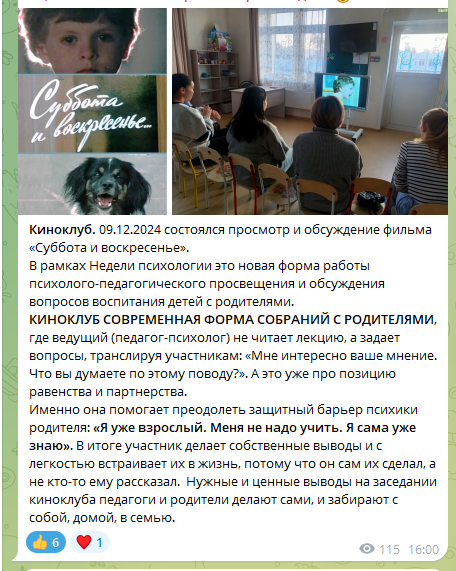 Суббота
и воскресенье...
Киноклуб. 09.12.2024 состоялся просмотр и обсуждение фильма
«Суббота и воскресенье».
В рамках Недели психологии это новая форма работы
психолого-педагогического просвещения и обсуждения
вопросов воспитания детей с родителями.
КИНОКЛУБ СОВРЕМЕННАЯ ФОРМА СОБРАНИЙ С РОДИТЕЛЯМИ,
где ведущий (педагог-психолог) не читает лекцию, а задает
вопросы, транслируя участникам: «Мне интересно ваше мнение.
Что вы думаете по этому поводу?». А это уже про позицию
равенства и партнерства.
Именно она помогает преодолеть защитный барьер психики
родителя: «Я уже взрослый. Меня не надо учить. Я сама уже
знаю». В итоге участник делает собственные выводы и с
легкостью встраивает их в жизнь, потому что он сам их сделал, а
не кто-то ему рассказал. Нужные и ценные выводы на заседании
киноклуба педагоги и родители делают сами, и забирают с
собой, домой, в семью.
6 1 115 16:00